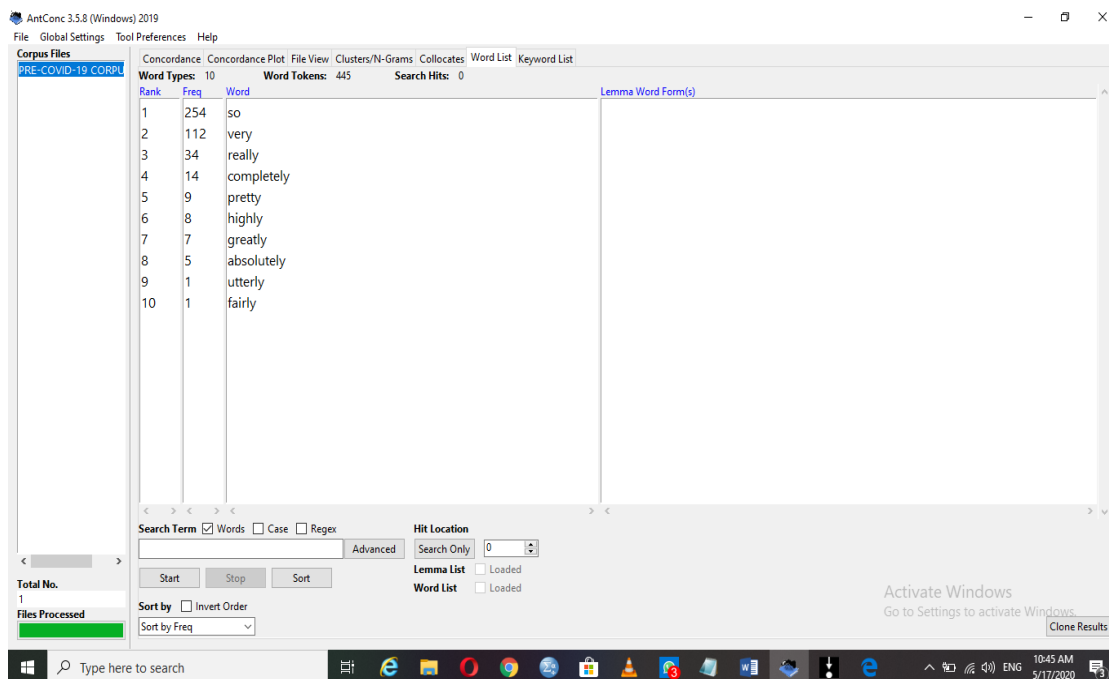 AntConc 3.5.8 (Windows) 2019
File Global Settings Tool Preferences Help
Corpus Files
PRE-COVID-19 CORPU
Concordance Concordance Plot File View Clusters/N-Grams Collocates Word List Keyword List
Word Types: 10 Word Tokens: 445 Search Hits: 0
Rank Freq Word Lemma Word Form(s)
1 254 so
2 112 very
3 34 really
4 14 completely
5 9 pretty
6 8 highly
7 7 greatly
8 5 absolutely
9 1 utterly
10 1 fairly
Search Term Words Case Regex Hit Location
Advanced Search Only 0
Lemma List Loaded
Start Stop Sort
Word List Loaded
Total No.
1
Files Processed
Sort by Invert Order
Sort by Freq
Activate Windows
Go to Settings to activate Windows.
Clone Results
Type here to search
ENG
10:45 AM
5/17/2020
3